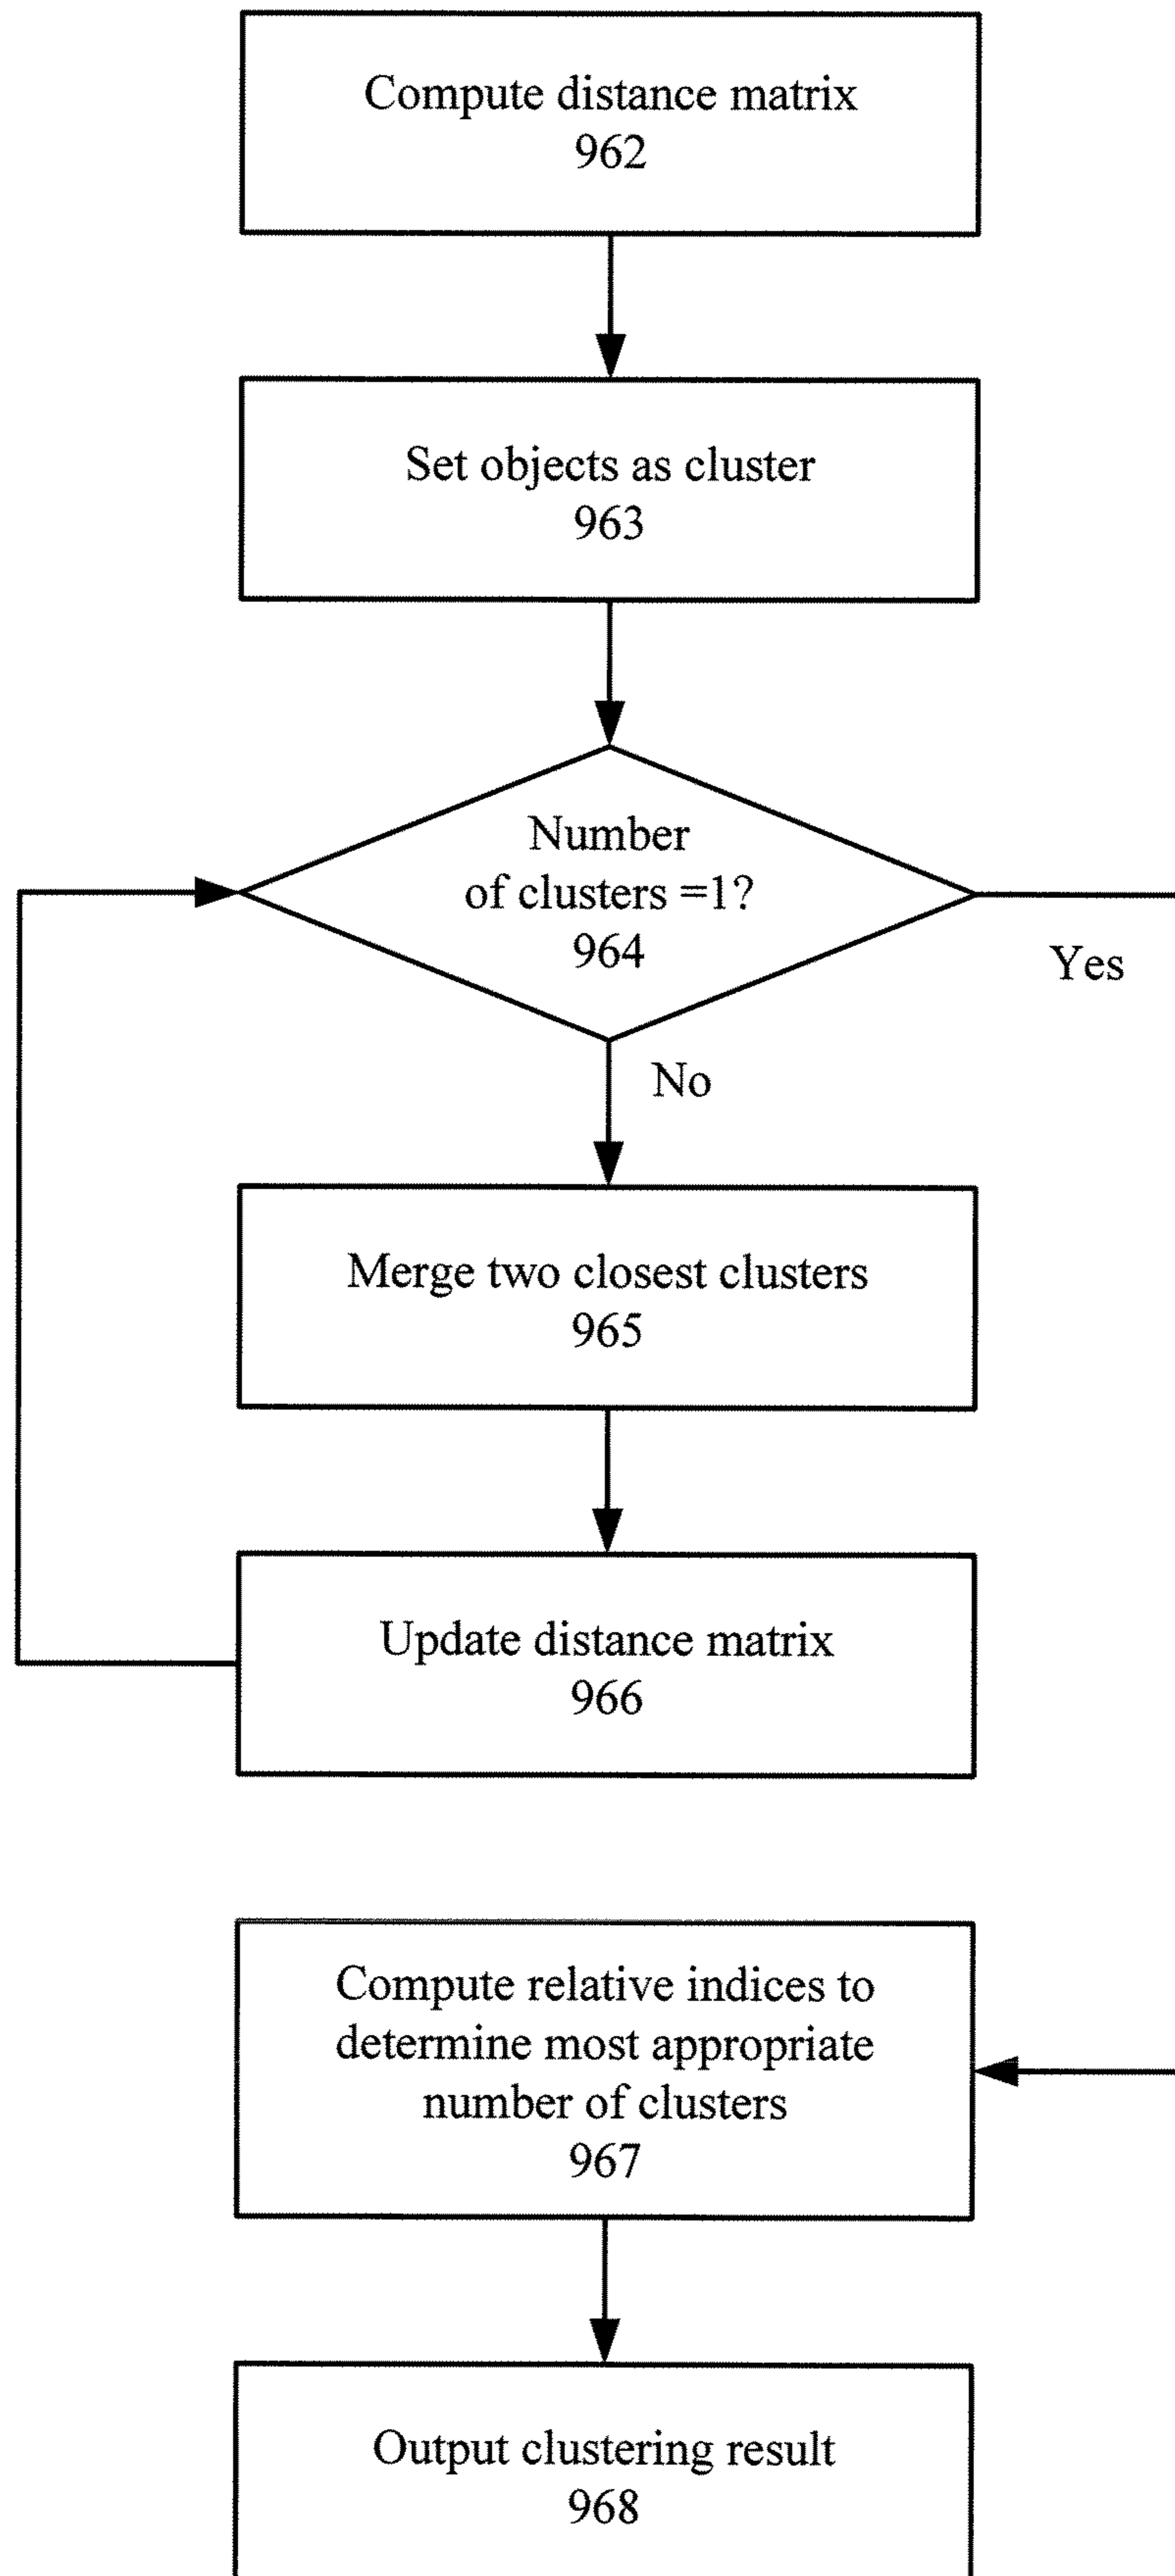 Compute distance matrix
962
Set objects as cluster
963
Number
of clusters =1?
964
Yes
No
Merge two closest clusters
965
Update distance matrix
966
Compute relative indices to
determine most appropriate
number of clusters
967
Output clustering result
968